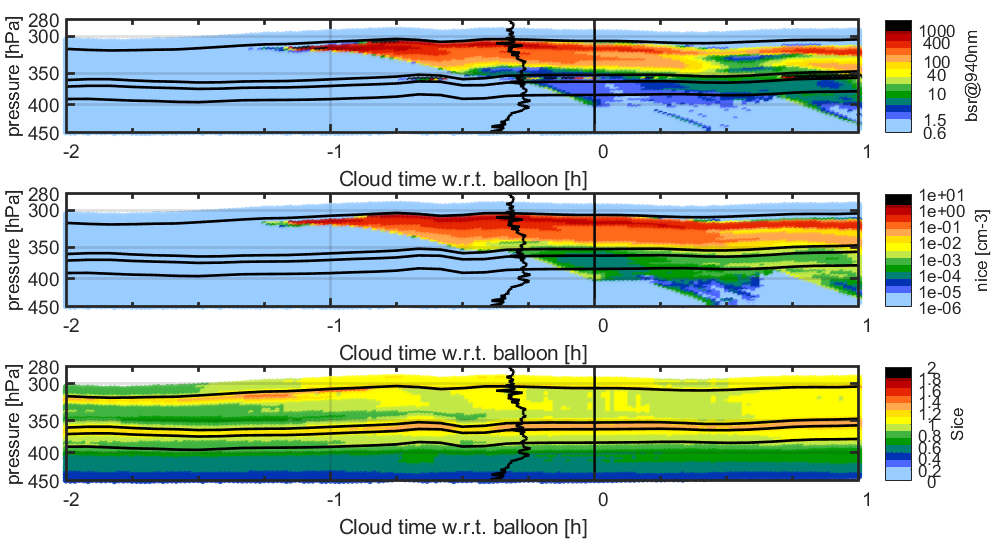 280
300
350
400
450
pressure [hPa]
-2
-1
0
1
Cloud time w.r.t. balloon [h]
1000
400
100
40
10
1.5
0.6
bsr@940nm
280
300
350
400
450
pressure [hPa]
-2
-1
0
1
Cloud time w.r.t. balloon [h]
1e+01
1e+00
1e-01
1e-02
1e-03
1e-04
1e-05
1e-06
nice [cm-3]
280
300
350
400
450
pressure [hPa]
-2
-1
0
1
Cloud time w.r.t. balloon [h]
2
1.8
1.6
1.4
1.2
1
0.8
0.6
0.4
0.2
0
Sice